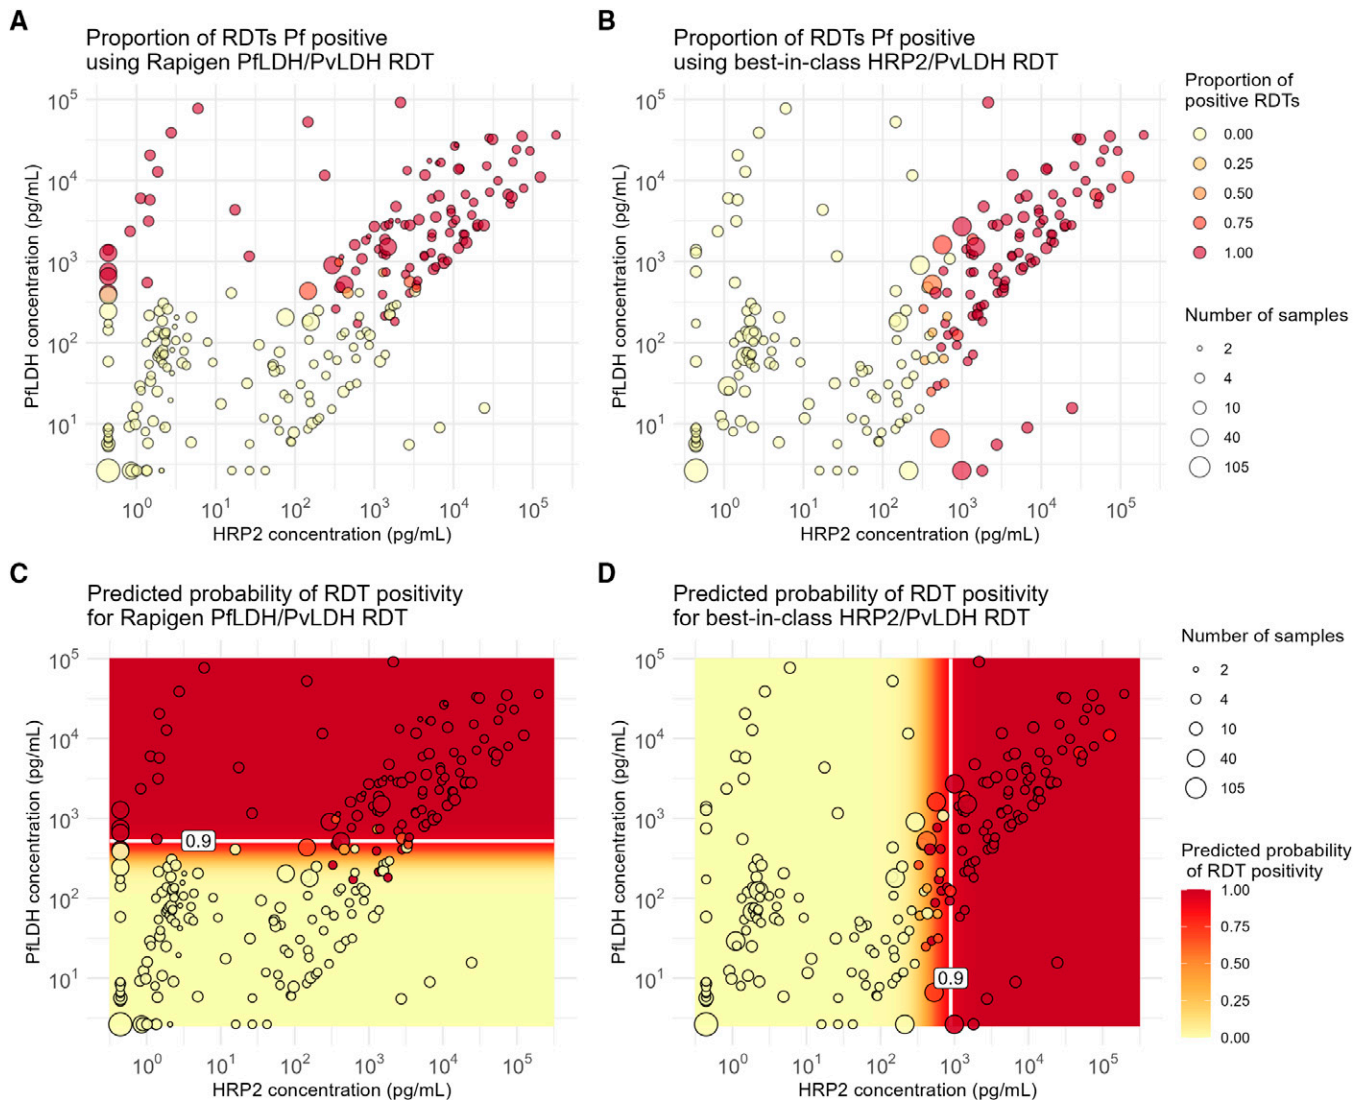 A
Proportion of RDTs Pf positive
using Rapigen PfLDH/PvLDH RDT
PfLDH concentration (pg/mL)
10⁵
10⁴
10³
10²
10¹
10⁰ 10¹ 10² 10³ 10⁴ 10⁵
HRP2 concentration (pg/mL)
B
Proportion of RDTs Pf positive
using best-in-class HRP2/PvLDH RDT
PfLDH concentration (pg/mL)
10⁵
10⁴
10³
10²
10¹
10⁰ 10¹ 10² 10³ 10⁴ 10⁵
HRP2 concentration (pg/mL)
Proportion of
positive RDTs
0.00
0.25
0.50
0.75
1.00
Number of samples
2
4
10
40
105
C
Predicted probability of RDT positivity
for Rapigen PfLDH/PvLDH RDT
PfLDH concentration (pg/mL)
10⁵
10⁴
10³
10²
10¹
0.9
10⁰ 10¹ 10² 10³ 10⁴ 10⁵
HRP2 concentration (pg/mL)
D
Predicted probability of RDT positivity
for best-in-class HRP2/PvLDH RDT
PfLDH concentration (pg/mL)
10⁵
10⁴
10³
10²
10¹
0.9
10⁰ 10¹ 10² 10³ 10⁴ 10⁵
HRP2 concentration (pg/mL)
Number of samples
2
4
10
40
105
Predicted probability
of RDT positivity
1.00
0.75
0.50
0.25
0.00